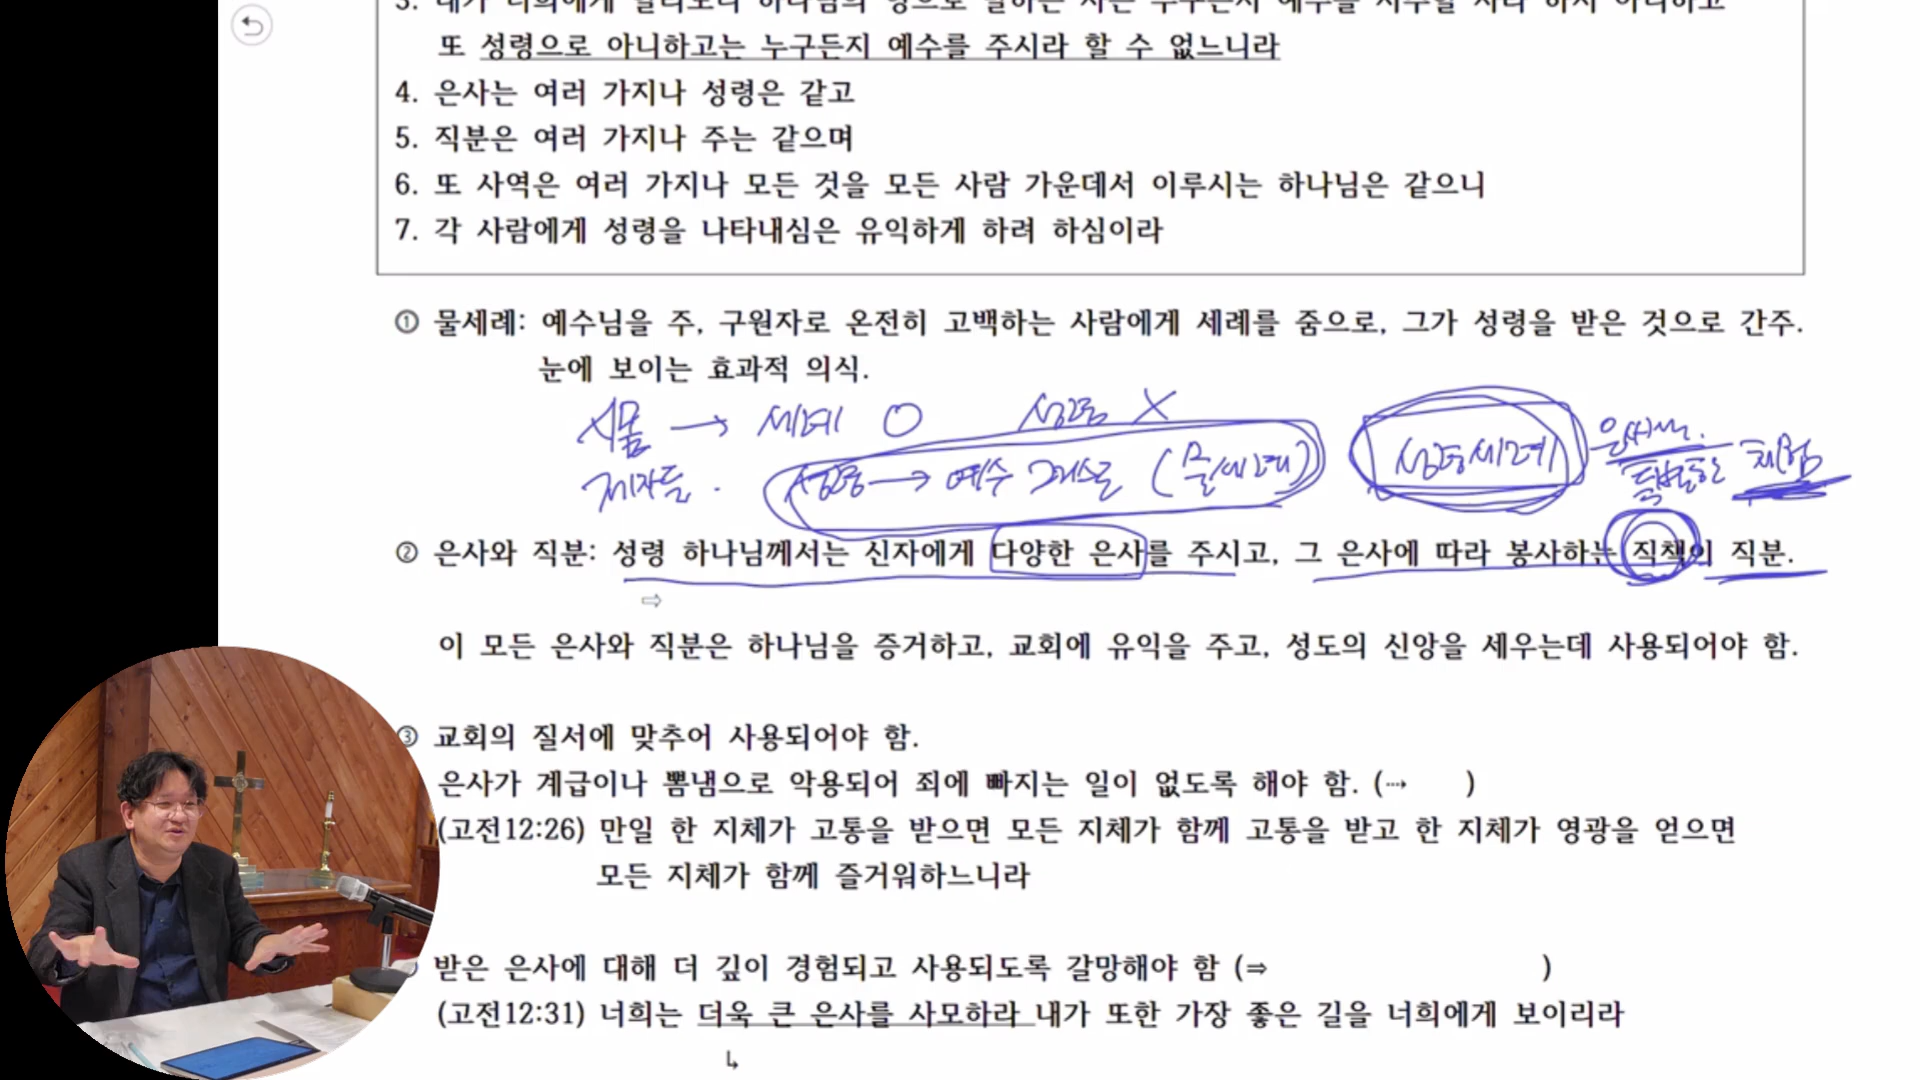 또 성령으로 아니하고는 누구든지 예수를 주시라 할 수 없느니라
4. 은사는 여러 가지나 성령은 같고
5. 직분은 여러 가지나 주는 같으며
6. 또 사역은 여러 가지나 모든 것을 모든 사람 가운데서 이루시는 하나님은 같으니
7. 각 사람에게 성령을 나타내심은 유익하게 하려 하심이라
① 물세례: 예수님을 주, 구원자로 온전히 고백하는 사람에게 세례를 줌으로, 그가 성령을 받은 것으로 간주.
눈에 보이는 효과적 의식.
시몬 → 세례 O 성령 X
제자들. 성령 → 예수 그리스도 (물세례) 성령세례 은사 특별한 체험
② 은사와 직분: 성령 하나님께서는 신자에게 다양한 은사를 주시고, 그 은사에 따라 봉사하는 직책이 직분.
⇨
이 모든 은사와 직분은 하나님을 증거하고, 교회에 유익을 주고, 성도의 신앙을 세우는데 사용되어야 함.
③ 교회의 질서에 맞추어 사용되어야 함.
은사가 계급이나 뽐냄으로 악용되어 죄에 빠지는 일이 없도록 해야 함. (⇢ )
(고전12:26) 만일 한 지체가 고통을 받으면 모든 지체가 함께 고통을 받고 한 지체가 영광을 얻으면
모든 지체가 함께 즐거워하느니라
받은 은사에 대해 더 깊이 경험되고 사용되도록 갈망해야 함 (⇒ )
(고전12:31) 너희는 더욱 큰 은사를 사모하라 내가 또한 가장 좋은 길을 너희에게 보이리라
↳